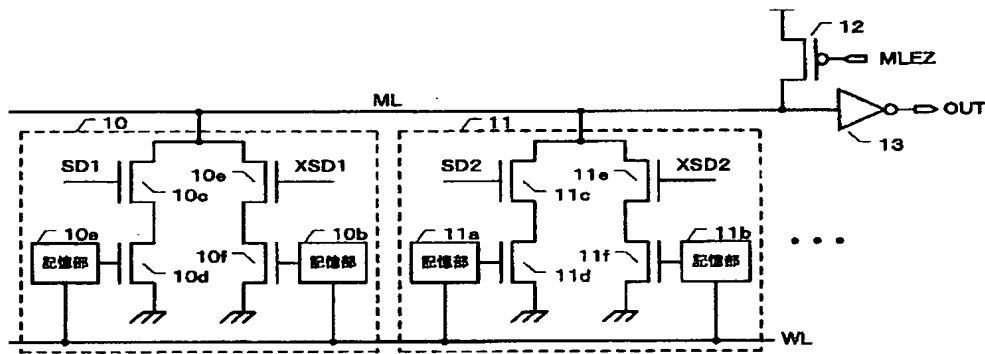 12
MLEZ
ML
OUT
13
10
11
SD1
10e
XSD1
10c
SD2
11e
XSD2
11c
10a
記憶部
10d
10f
10b
記憶部
11a
記憶部
11d
11f
11b
記憶部
•••
WL